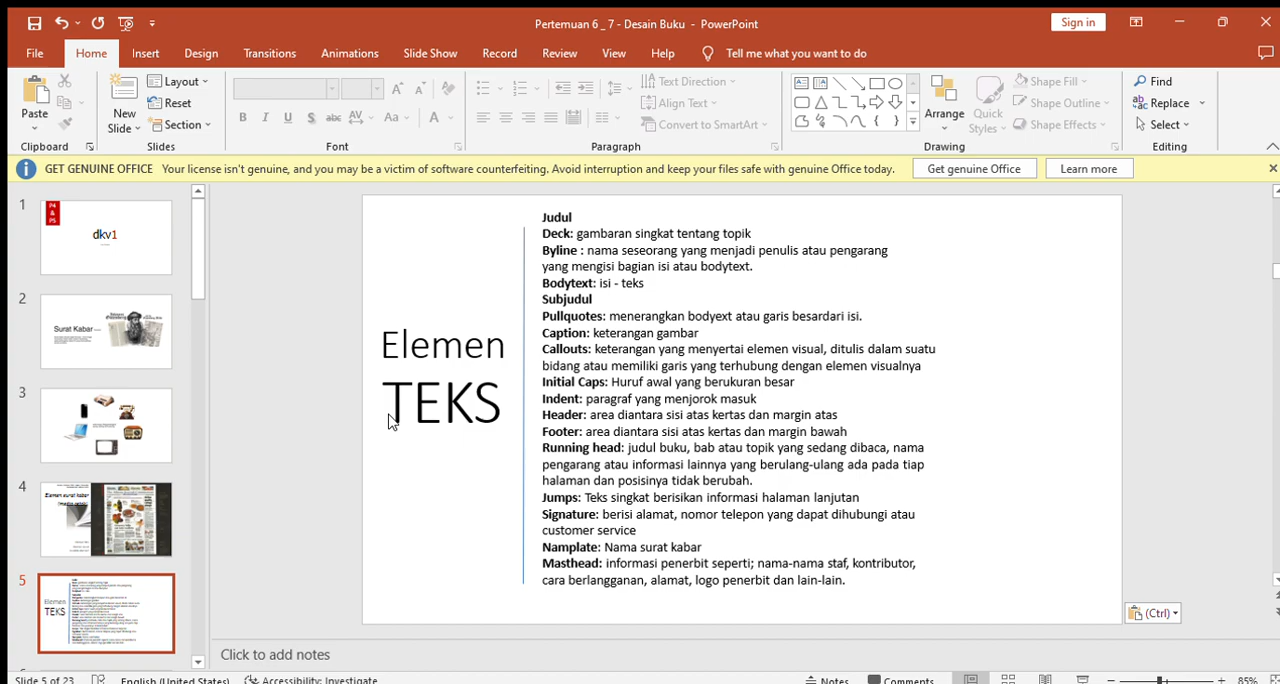 Pertemuan 6 _ 7 - Desain Buku - PowerPoint
Sign in
File Home Insert Design Transitions Animations Slide Show Record Review View Help Tell me what you want to do
Paste
New Slide
Layout
Reset
Section
Text Direction
Align Text
Convert to SmartArt
Arrange
Quick Styles
Shape Fill
Shape Outline
Shape Effects
Find
Replace
Select
Clipboard Slides Font Paragraph Drawing Editing
GET GENUINE OFFICE Your license isn't genuine, and you may be a victim of software counterfeiting. Avoid interruption and keep your files safe with genuine Office today. Get genuine Office Learn more
1
P4
&
P5
dkv1
2
Surat Kabar
3
4
Elemen surat kabar
5
Elemen
TEKS
Elemen
TEKS
Judul
Deck: gambaran singkat tentang topik
Byline : nama seseorang yang menjadi penulis atau pengarang
yang mengisi bagian isi atau bodytext.
Bodytext: isi - teks
Subjudul
Pullquotes: menerangkan bodyext atau garis besardari isi.
Caption: keterangan gambar
Callouts: keterangan yang menyertai elemen visual, ditulis dalam suatu
bidang atau memiliki garis yang terhubung dengan elemen visualnya
Initial Caps: Huruf awal yang berukuran besar
Indent: paragraf yang menjorok masuk
Header: area diantara sisi atas kertas dan margin atas
Footer: area diantara sisi atas kertas dan margin bawah
Running head: judul buku, bab atau topik yang sedang dibaca, nama
pengarang atau informasi lainnya yang berulang-ulang ada pada tiap
halaman dan posisinya tidak berubah.
Jumps: Teks singkat berisikan informasi halaman lanjutan
Signature: berisi alamat, nomor telepon yang dapat dihubungi atau
customer service
Namplate: Nama surat kabar
Masthead: informasi penerbit seperti; nama-nama staf, kontributor,
cara berlangganan, alamat, logo penerbit dan lain-lain.
(Ctrl)
Click to add notes
Slide 5 of 23 English (United States) Accessibility: Investigate Notes Comments 85%